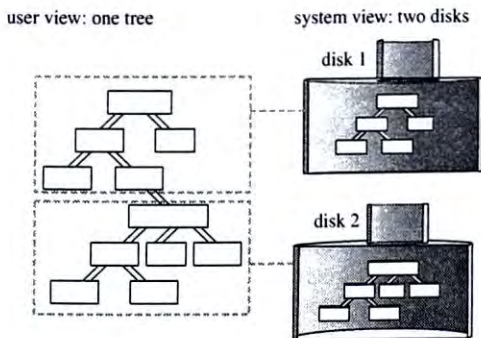 user view: one tree
system view: two disks
disk 1
disk 2